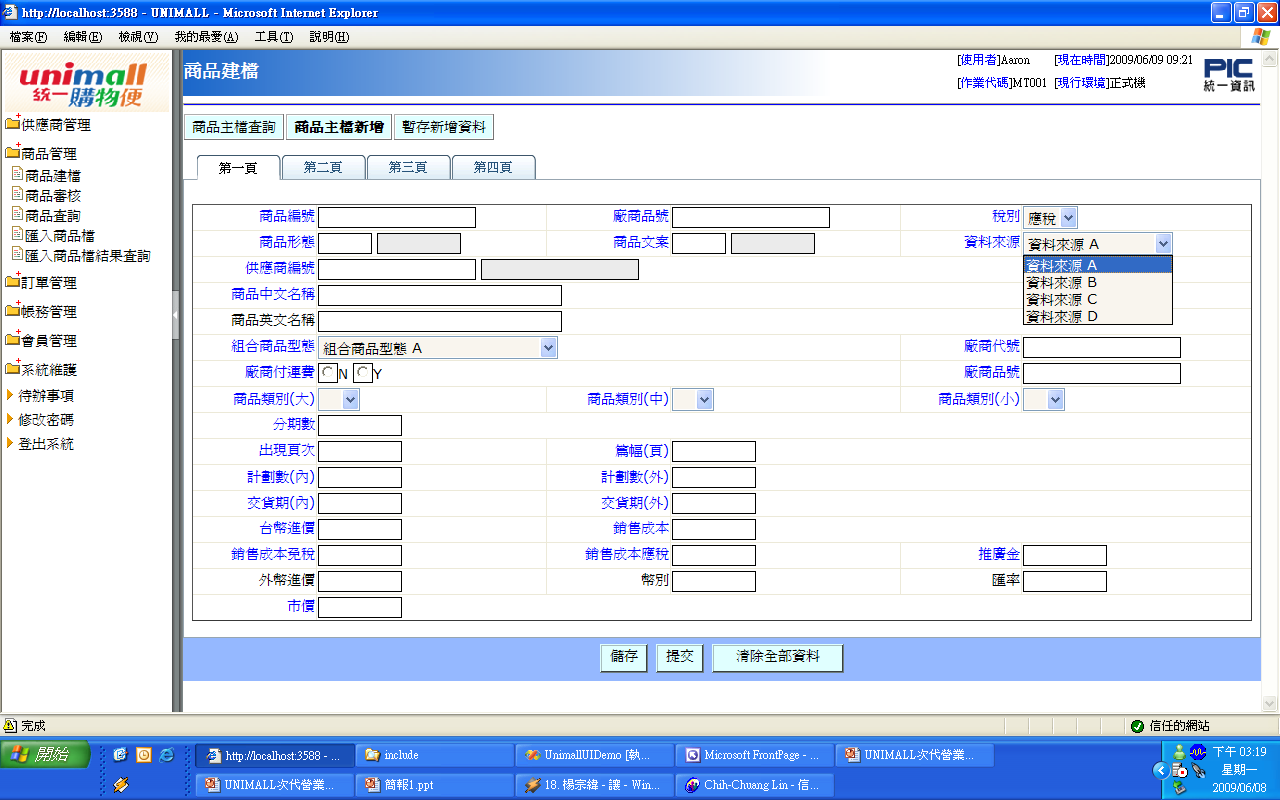 http://localhost:3588 - UNIMALL - Microsoft Internet Explorer
檔案(F) 編輯(E) 檢視(V) 我的最愛(A) 工具(T) 說明(H)
unimall
統一購物便
供應商管理
商品管理
商品建檔
商品審核
商品查詢
匯入商品檔
匯入商品檔結果查詢
訂單管理
帳務管理
會員管理
系統維護
待辦事項
修改密碼
登出系統
商品建檔
[使用者]Aaron [現在時間]2009/06/09 09:21
[作業代碼]MT001 [現行環境]正式機
PIC
統一資訊
商品主檔查詢 商品主檔新增 暫存新增資料
第一頁 第二頁 第三頁 第四頁
商品編號 廠商品號 稅別 應稅
商品形態 商品文案 資料來源 資料來源 A
資料來源 A
資料來源 B
資料來源 C
資料來源 D
供應商編號
商品中文名稱
商品英文名稱
組合商品型態 組合商品型態 A 廠商代號
廠商付運費 N Y 廠商品號
商品類別(大) 商品類別(中) 商品類別(小)
分期數
出現頁次 篇幅(頁)
計劃數(內) 計劃數(外)
交貨期(內) 交貨期(外)
台幣進價 銷售成本
銷售成本免稅 銷售成本應稅 推廣金
外幣進價 幣別 匯率
市價
儲存 提交 清除全部資料
完成 信任的網站
開始 http://localhost:3588 - ... include UnimallUIDemo [執... Microsoft FrontPage - ... UNIMALL次代營業... 下午 03:19
星期一
UNIMALL次代營業... 簡報1.ppt 18. 楊宗緯 - 讓 - Win... Chih-Chuang Lin - 信... 2009/06/08